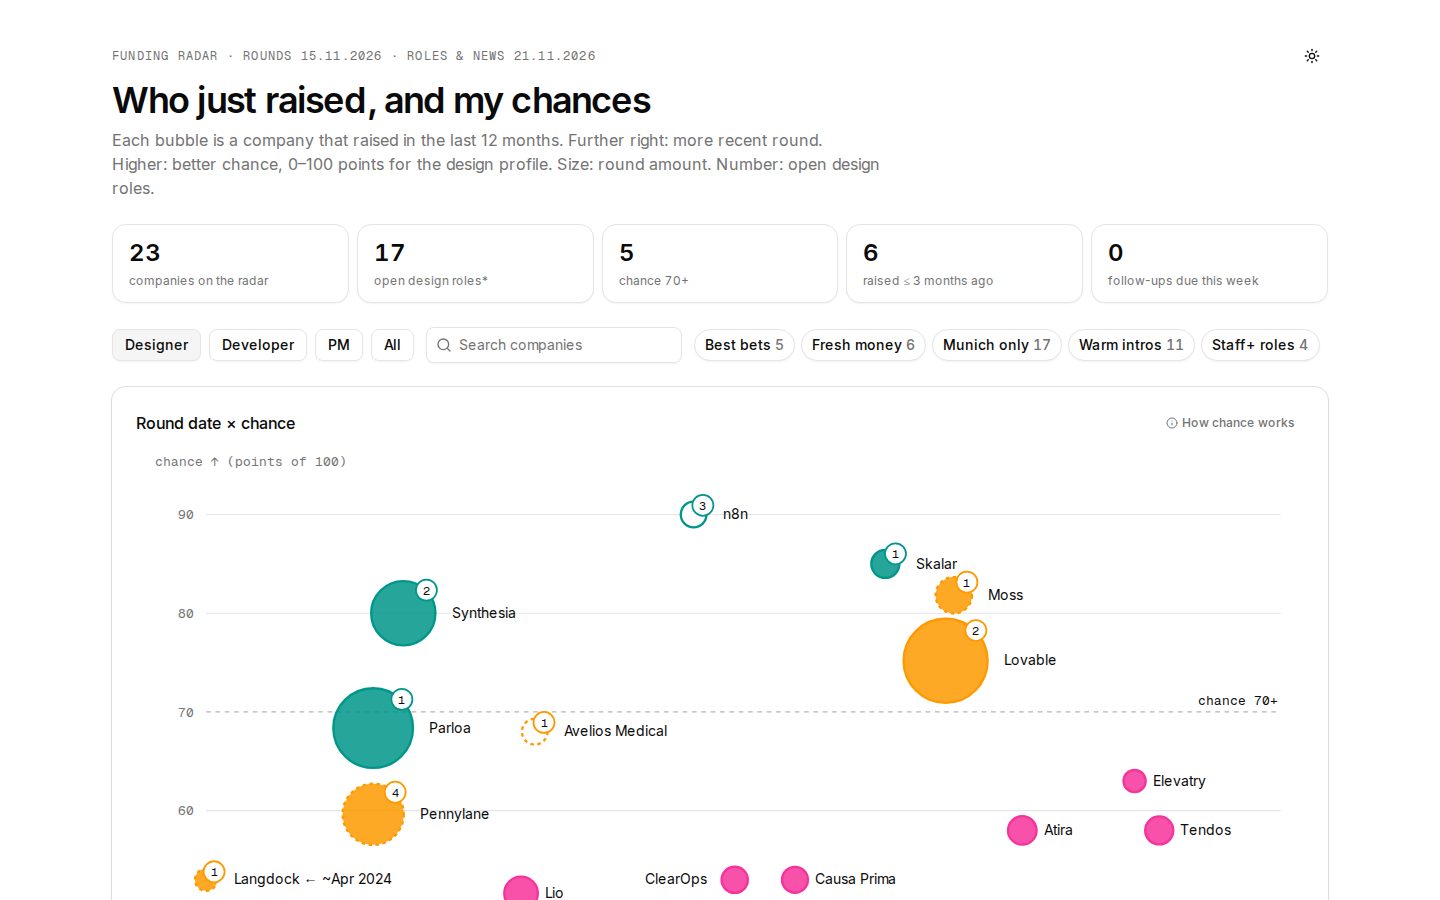 FUNDING RADAR · ROUNDS 15.11.2026 · ROLES & NEWS 21.11.2026
Who just raised, and my chances
Each bubble is a company that raised in the last 12 months. Further right: more recent round.
Higher: better chance, 0–100 points for the design profile. Size: round amount. Number: open design
roles.
23
companies on the radar
17
open design roles*
5
chance 70+
6
raised ≤ 3 months ago
0
follow-ups due this week
Designer
Developer
PM
All
Search companies
Best bets 5
Fresh money 6
Munich only 17
Warm intros 11
Staff+ roles 4
Round date × chance
How chance works
chance ↑ (points of 100)
90
3
n8n
1
Skalar
1
Moss
80
2
Synthesia
2
Lovable
chance 70+
70
1
Parloa
1
Avelios Medical
Elevatry
60
4
Pennylane
Atira
Tendos
1
Langdock ← ~Apr 2024
Lio
ClearOps
Causa Prima